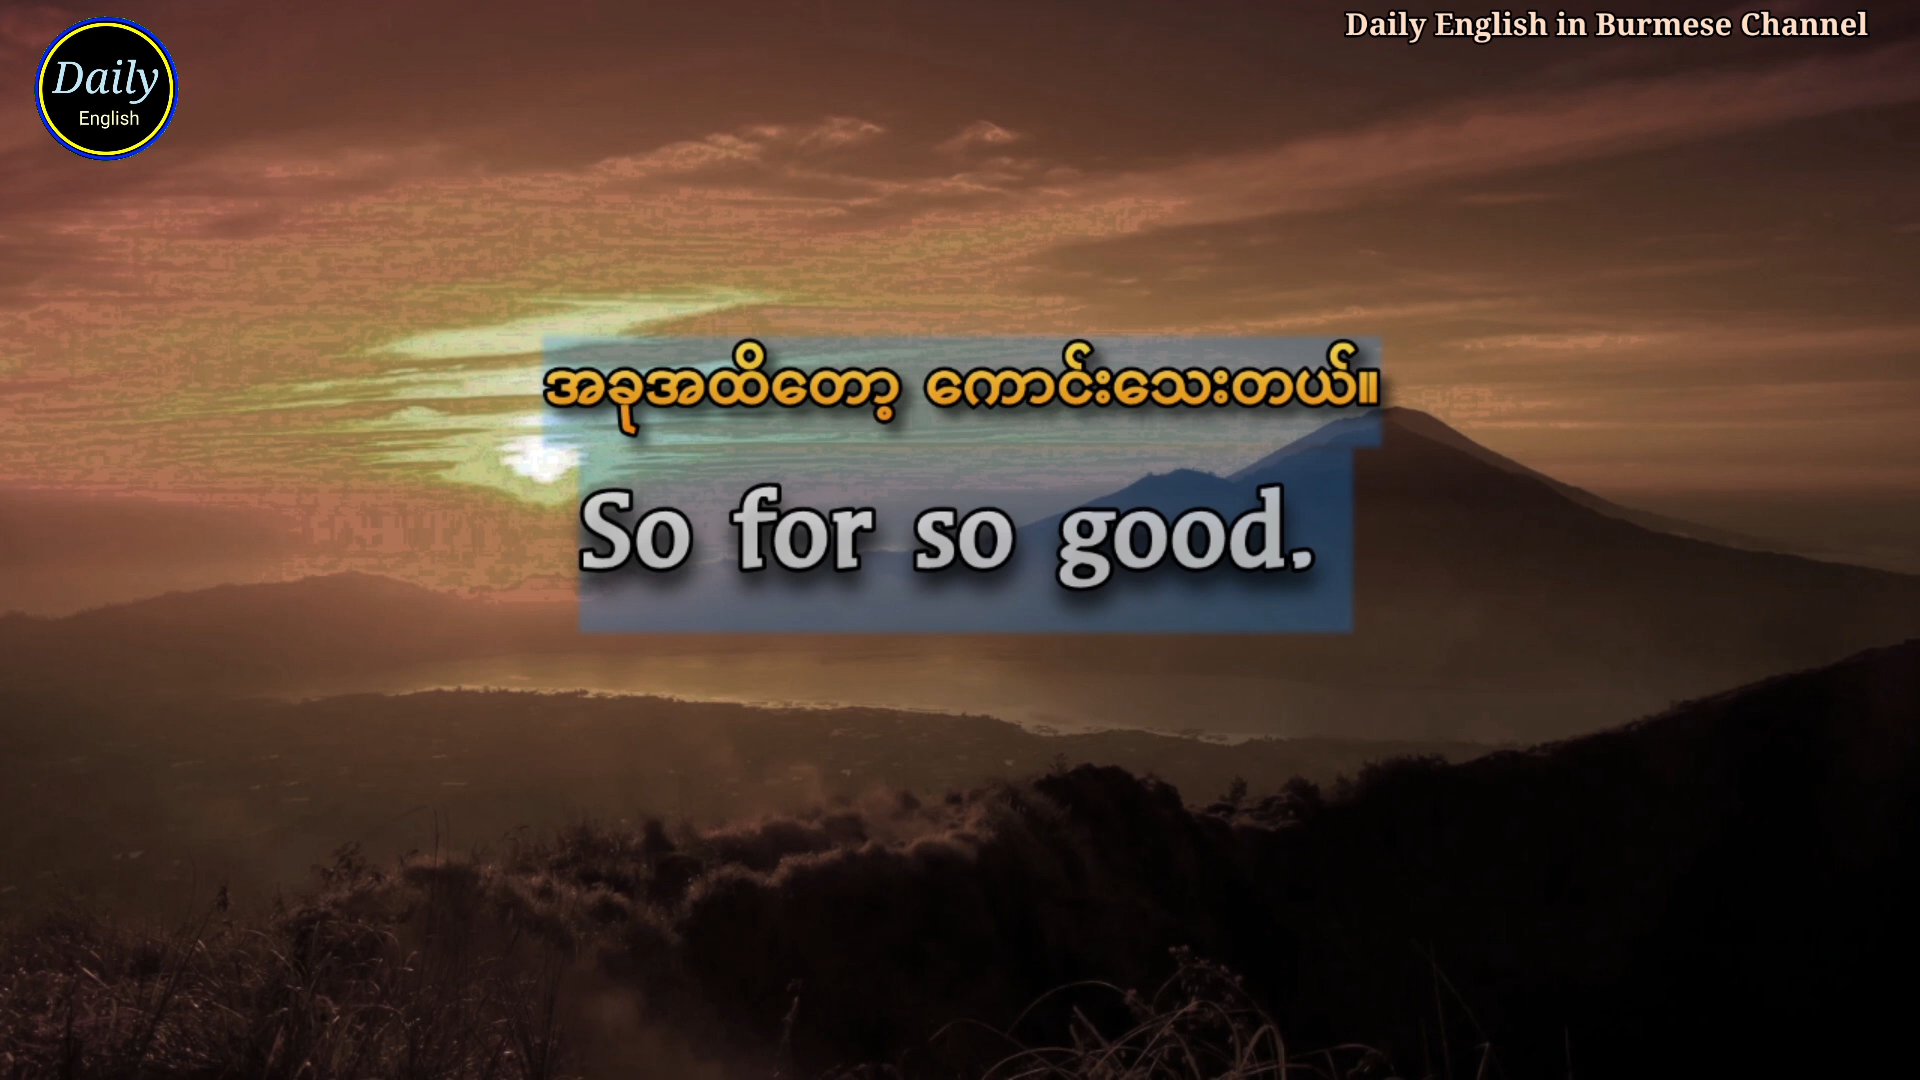 Daily English in Burmese Channel
Daily
English
အခုအထိတော့ ကောင်းသေးတယ်။
So for so good.